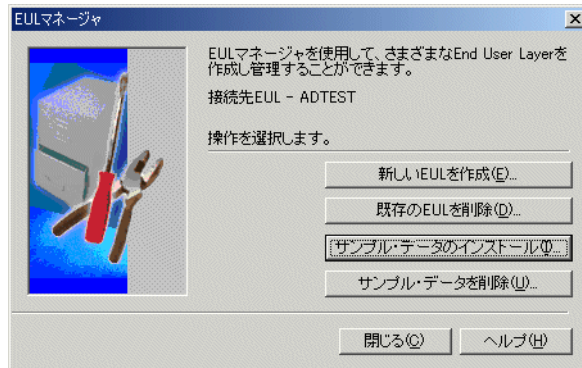 EULマネージャ
EULマネージャを使用して、さまざまなEnd User Layerを
作成し管理することができます。
接続先EUL - ADTEST
操作を選択します。
新しいEULを作成(E)...
既存のEULを削除(D)...
サンプル・データのインストール(I)...
サンプル・データを削除(U)...
閉じる(C)
ヘルプ(H)